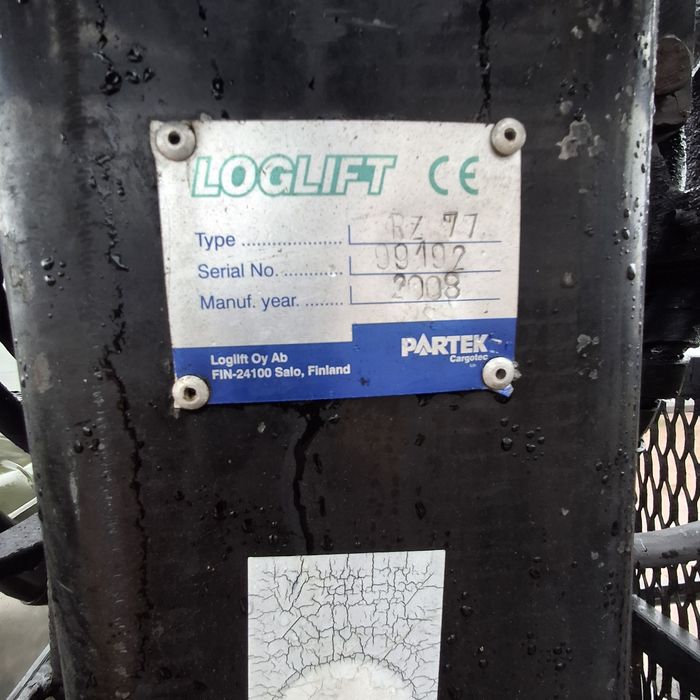 LOGLIFT CE
Type .................... RZ 77
Serial No. ............ 99192
Manuf. year. ........ 2008
Loglift Oy Ab
FIN-24100 Salo, Finland
PARTEK
Cargotec